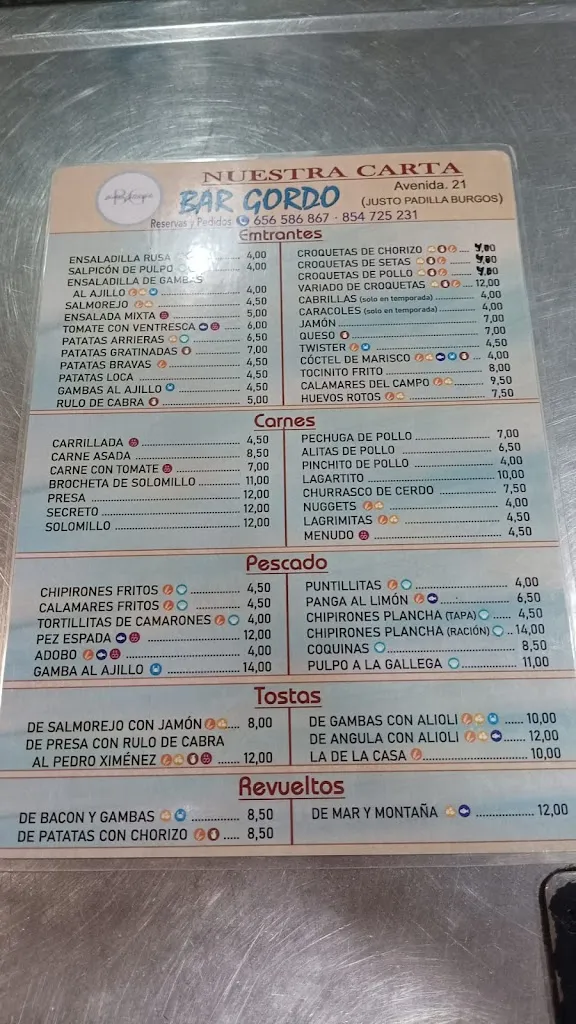 NUESTRA CARTA
BAR GORDO
Avenida. 21
(JUSTO PADILLA BURGOS)
Reservas y Pedidos 656 586 867 - 854 725 231
Emtrantes
ENSALADILLA RUSA 4,00
SALPICÓN DE PULPO 4,00
ENSALADILLA DE GAMBAS
AL AJILLO 4,00
SALMOREJO 4,50
ENSALADA MIXTA 5,00
TOMATE CON VENTRESCA 6,00
PATATAS ARRIERAS 6,50
PATATAS GRATINADAS 7,00
PATATAS BRAVAS 4,50
PATATAS LOCA 4,50
GAMBAS AL AJILLO 4,50
RULO DE CABRA 5,00
CROQUETAS DE CHORIZO
CROQUETAS DE SETAS
CROQUETAS DE POLLO
VARIADO DE CROQUETAS 12,00
CABRILLAS (solo en temporada) 4,00
CARACOLES (solo en temporada) 4,00
JAMÓN 7,00
QUESO 7,00
TWISTER 4,50
CÓCTEL DE MARISCO 4,00
TOCINITO FRITO 8,00
CALAMARES DEL CAMPO 9,50
HUEVOS ROTOS 7,50
Carnes
CARRILLADA 4,50
CARNE ASADA 8,50
CARNE CON TOMATE 7,00
BROCHETA DE SOLOMILLO 11,00
PRESA 12,00
SECRETO 12,00
SOLOMILLO 12,00
PECHUGA DE POLLO 7,00
ALITAS DE POLLO 6,50
PINCHITO DE POLLO 4,00
LAGARTITO 10,00
CHURRASCO DE CERDO 7,50
NUGGETS 4,00
LAGRIMITAS 4,50
MENUDO 4,50
Pescado
CHIPIRONES FRITOS 4,50
CALAMARES FRITOS 4,50
TORTILLITAS DE CAMARONES 4,00
PEZ ESPADA 12,00
ADOBO 4,00
GAMBA AL AJILLO 14,00
PUNTILLITAS 4,00
PANGA AL LIMÓN 6,50
CHIPIRONES PLANCHA (TAPA) 4,50
CHIPIRONES PLANCHA (RACIÓN) 14,00
COQUINAS 8,50
PULPO A LA GALLEGA 11,00
Tostas
DE SALMOREJO CON JAMÓN 8,00
DE PRESA CON RULO DE CABRA
AL PEDRO XIMÉNEZ 12,00
DE GAMBAS CON ALIOLI 10,00
DE ANGULA CON ALIOLI 12,00
LA DE LA CASA 10,00
Revueltos
DE BACON Y GAMBAS 8,50
DE PATATAS CON CHORIZO 8,50
DE MAR Y MONTAÑA 12,00